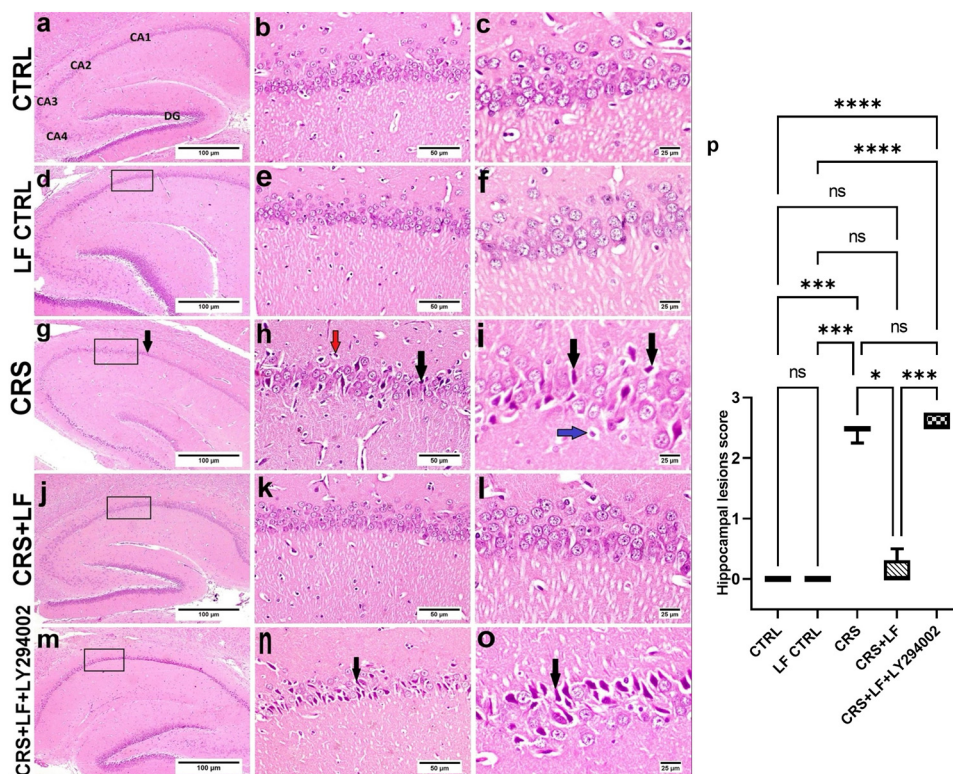 a
CA1
CA2
CA3
CA4
DG
100 µm
b
50 µm
c
25 µm
CTRL
d
100 µm
e
50 µm
f
25 µm
LF CTRL
g
100 µm
h
50 µm
i
25 µm
CRS
j
100 µm
k
50 µm
l
25 µm
CRS+LF
m
100 µm
n
50 µm
o
25 µm
CRS+LF+LY294002
p
****
****
ns
ns
***
*** ns
ns * ***
3
2
1
0
Hippocampal lesions score
CTRL
LF CTRL
CRS
CRS+LF
CRS+LF+LY294002